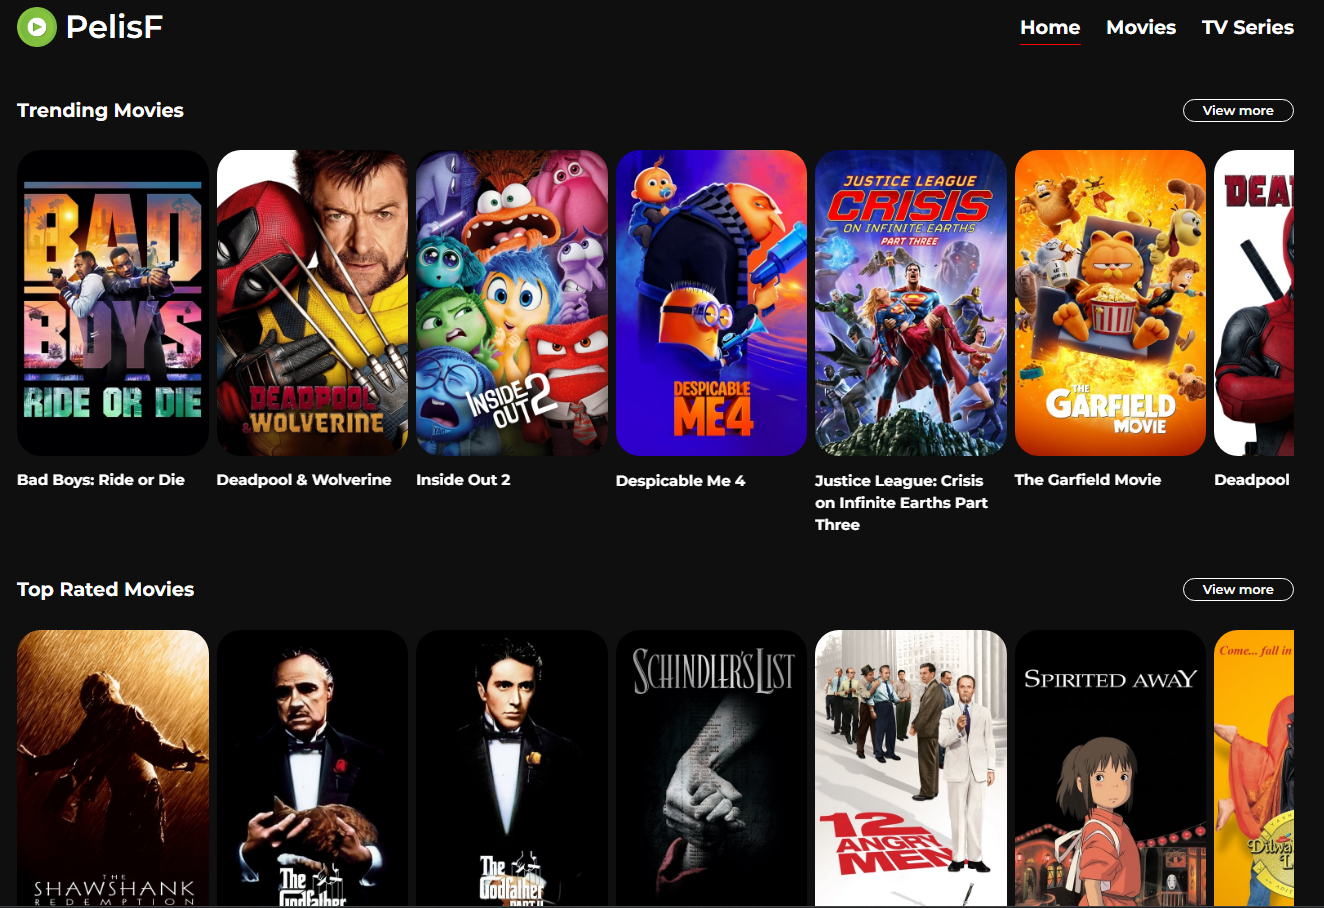 PelisF
Home
Movies
TV Series
Trending Movies
View more
BAD
BOYS
RIDE OR DIE
DEADPOOL
& WOLVERINE
INSIDE
OUT 2
DESPICABLE
ME 4
JUSTICE LEAGUE
CRISIS
ON INFINITE EARTHS
PART THREE
THE
GARFIELD
MOVIE
DEA
Bad Boys: Ride or Die
Deadpool & Wolverine
Inside Out 2
Despicable Me 4
Justice League: Crisis
on Infinite Earths Part
Three
The Garfield Movie
Deadpool
Top Rated Movies
View more
THE
SHAWSHANK
REDEMPTION
The
Godfather
The
Godfather
PART II
SCHINDLER'S LIST
12
ANGRY
MEN
SPIRITED AWAY
Come... fall in
Dilwa
L